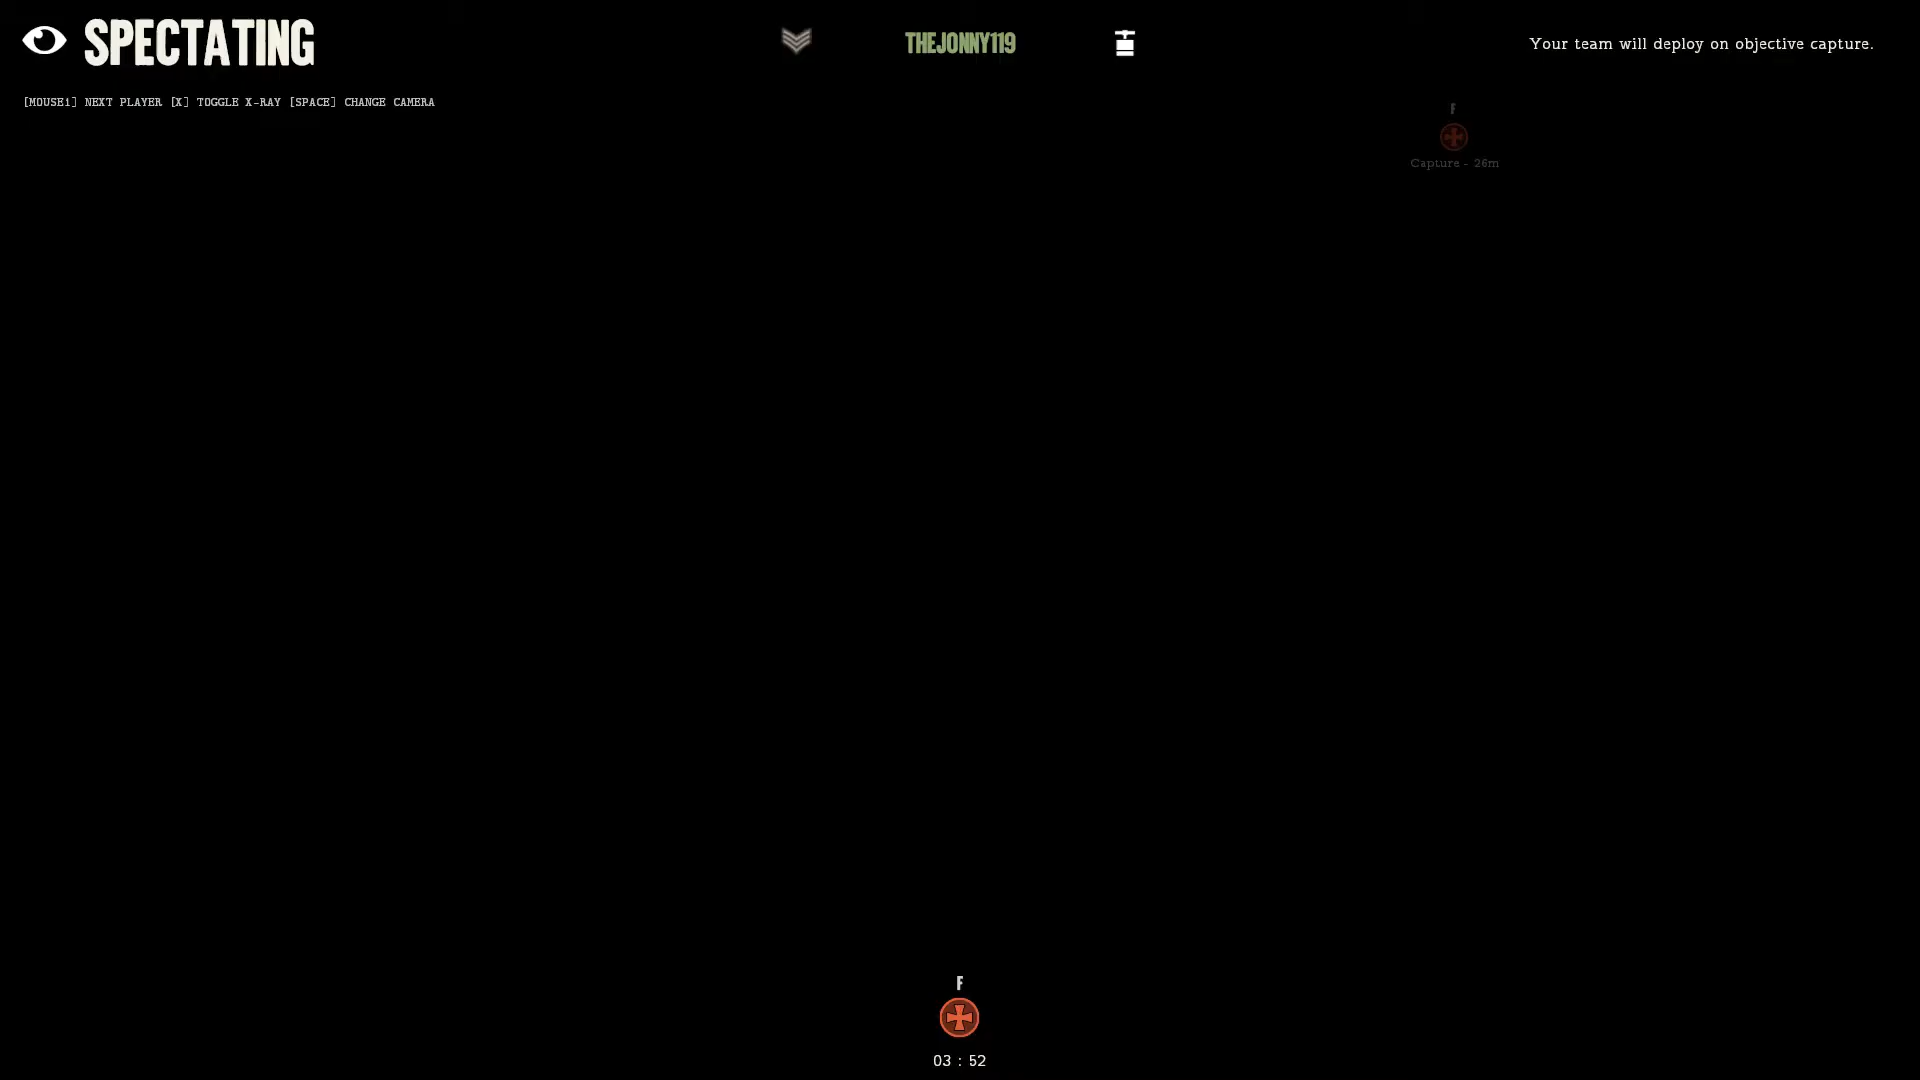 SPECTATING
THEJONNY119
Your team will deploy on objective capture.
[MOUSE1] NEXT PLAYER [X] TOGGLE X-RAY [SPACE] CHANGE CAMERA
F
Capture - 26m
F
03 : 52